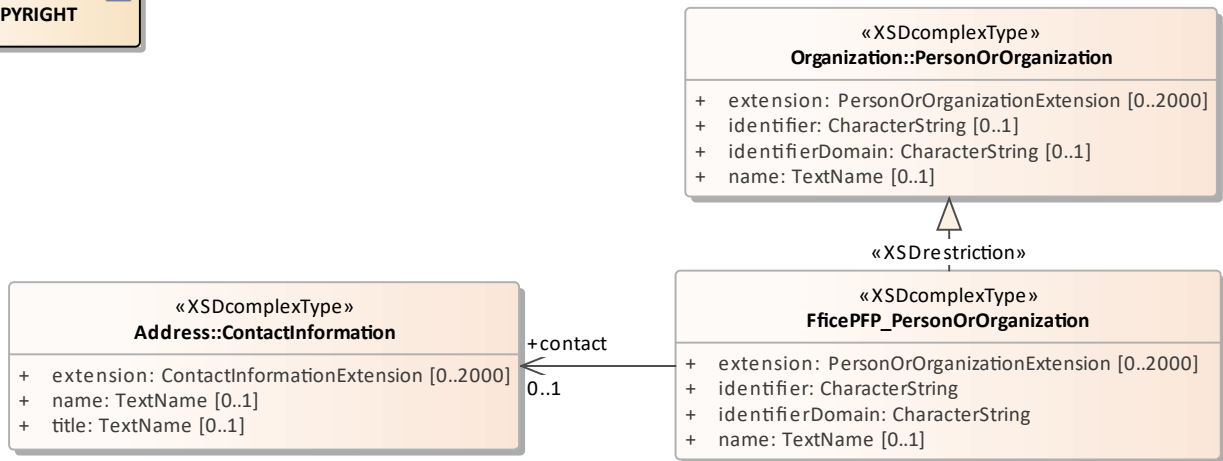 PYRIGHT
«XSDcomplexType»
Organization::PersonOrOrganization
+ extension: PersonOrOrganizationExtension [0..2000]
+ identifier: CharacterString [0..1]
+ identifierDomain: CharacterString [0..1]
+ name: TextName [0..1]
«XSDrestriction»
«XSDcomplexType»
Address::ContactInformation
+ extension: ContactInformationExtension [0..2000]
+ name: TextName [0..1]
+ title: TextName [0..1]
+contact
0..1
«XSDcomplexType»
FficePFP_PersonOrOrganization
+ extension: PersonOrOrganizationExtension [0..2000]
+ identifier: CharacterString
+ identifierDomain: CharacterString
+ name: TextName [0..1]